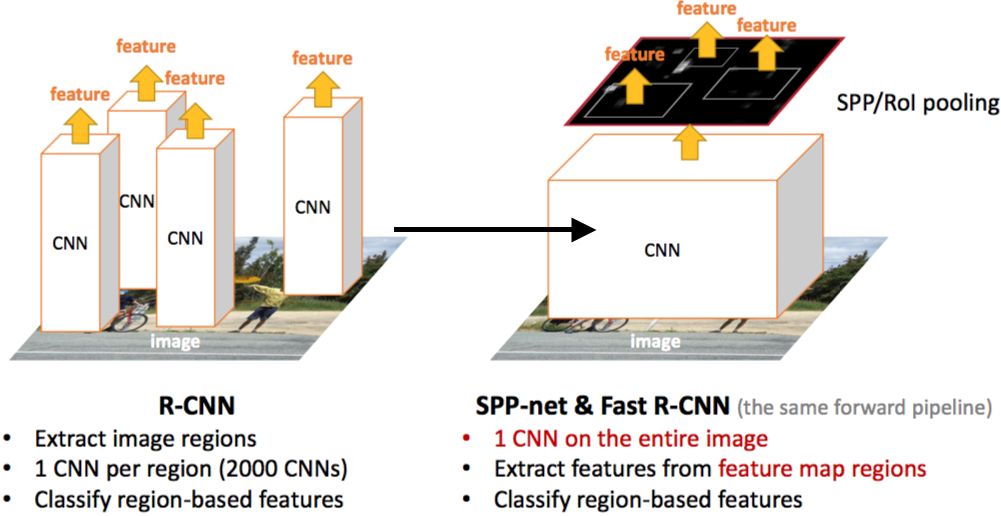 feature
feature
feature
feature
CNN
CNN
CNN
CNN
image
R-CNN
• Extract image regions
• 1 CNN per region (2000 CNNs)
• Classify region-based features
feature
feature
feature
SPP/RoI pooling
CNN
image
SPP-net & Fast R-CNN (the same forward pipeline)
• 1 CNN on the entire image
• Extract features from feature map regions
• Classify region-based features